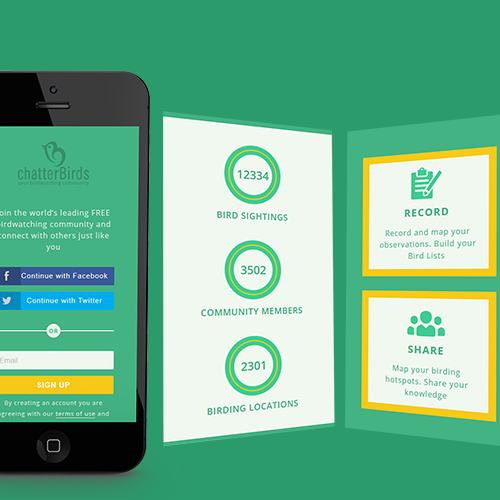 chatterBirds
join the world's leading FREE
birdwatching community and
connect with others just like
you
f Continue with Facebook
Continue with Twitter
OR
Email
SIGN UP
By creating an account you are
agreeing with our terms of use and
12334
BIRD SIGHTINGS
3502
COMMUNITY MEMBERS
2301
BIRDING LOCATIONS
RECORD
Record and map your
observations. Build your
Bird Lists
SHARE
Map your birding
hotspots. Share your
knowledge